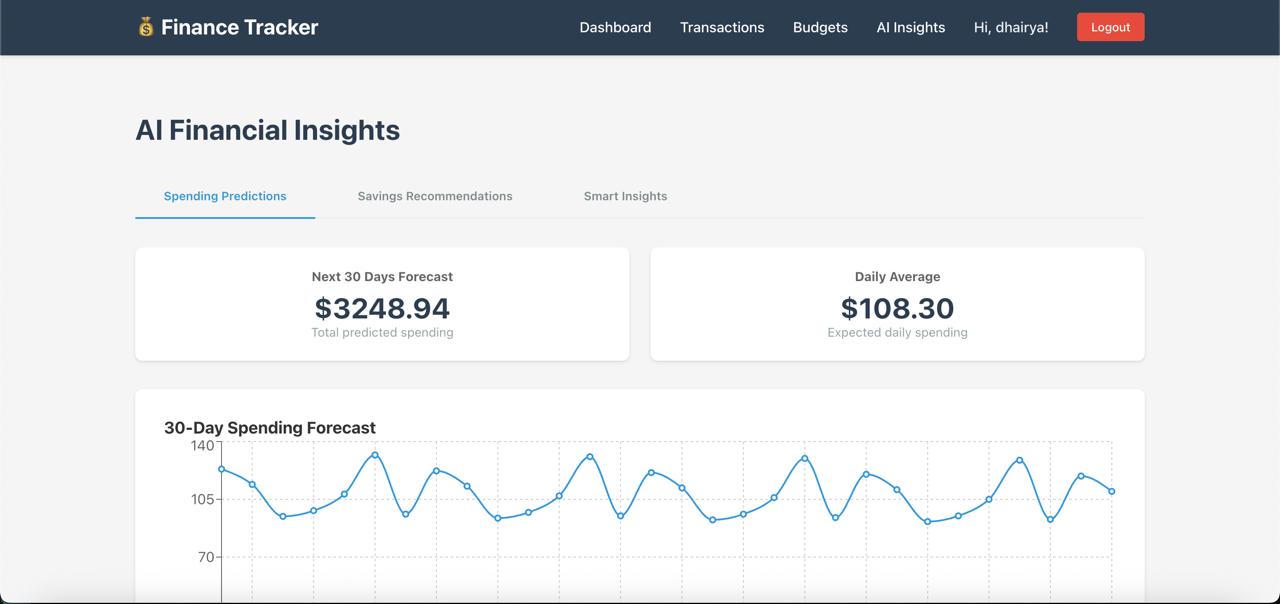 Finance Tracker
Dashboard Transactions Budgets AI Insights Hi, dhairya! Logout
AI Financial Insights
Spending Predictions Savings Recommendations Smart Insights
Next 30 Days Forecast
$3248.94
Total predicted spending
Daily Average
$108.30
Expected daily spending
30-Day Spending Forecast
140
105
70